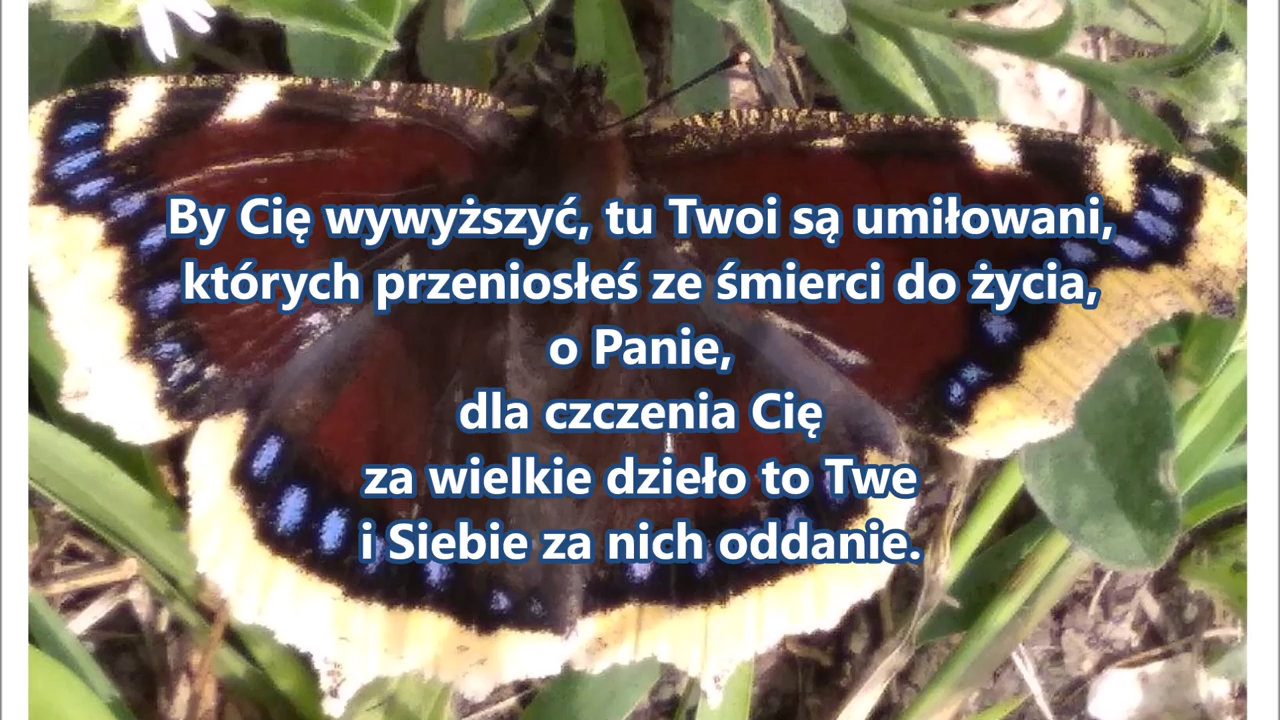 By Cię wywyższyć, tu Twoi są umiłowani,
których przeniosłeś ze śmierci do życia,
o Panie,
dla czczenia Cię
za wielkie dzieło to Twe
i Siebie za nich oddanie.